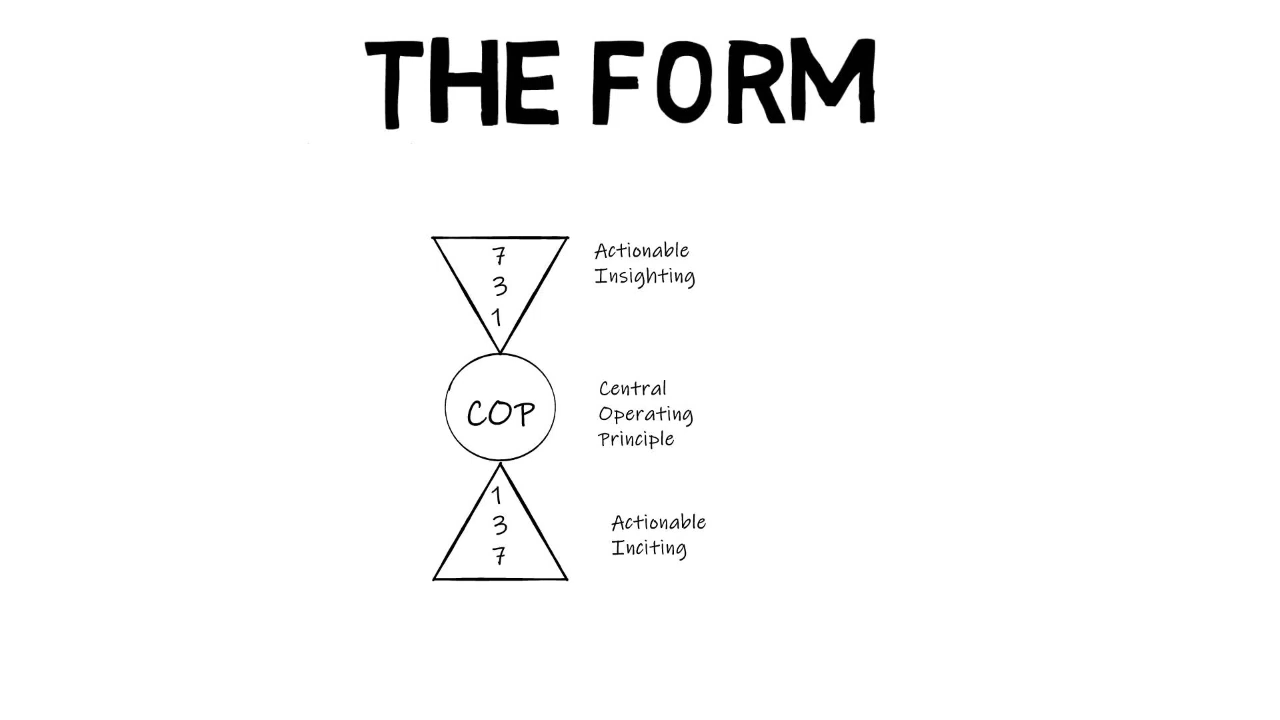 THE FORM
7
3
1
Actionable
Insighting
COP
Central
Operating
Principle
1
3
7
Actionable
Inciting